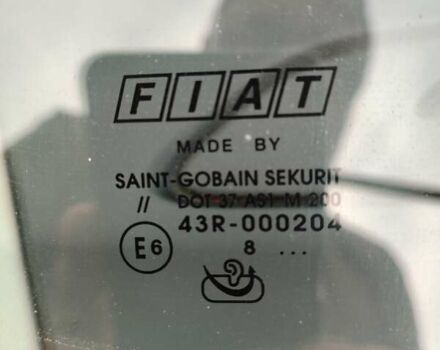 FIAT
MADE BY
SAINT-GOBAIN SEKURIT
// DOT 37 AS1 M 200
43R-000204
E6 8 ...